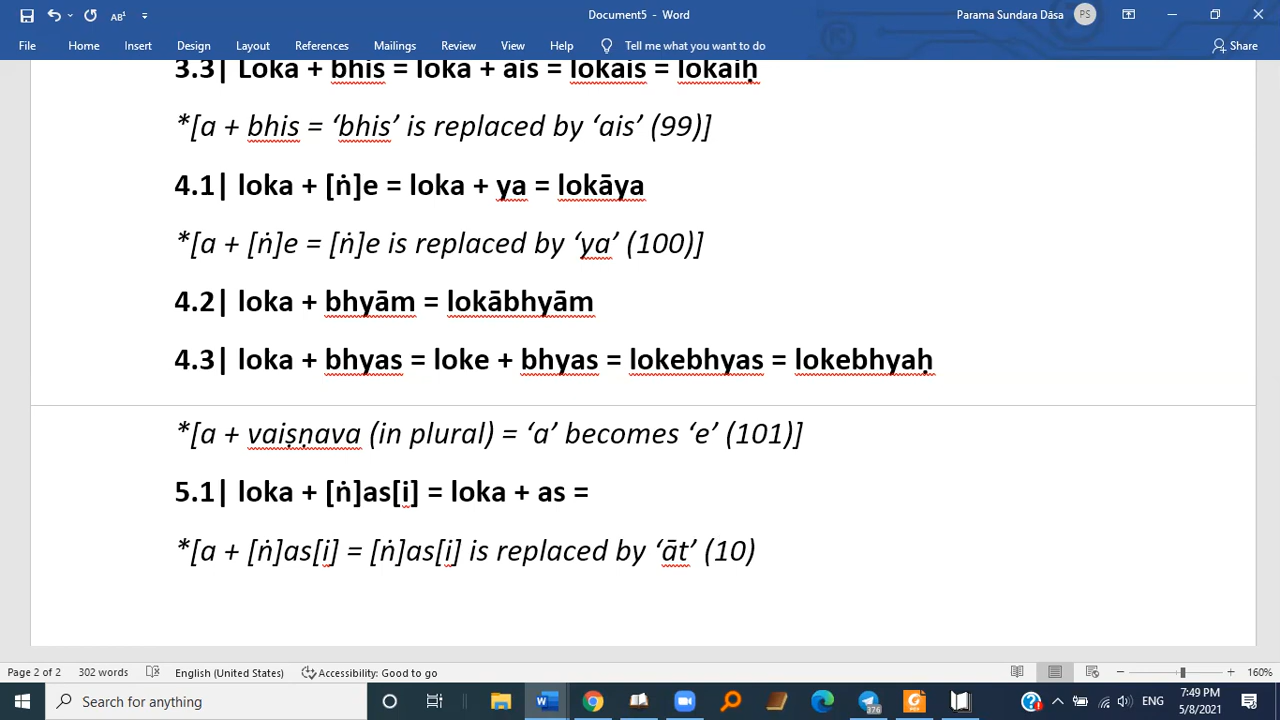 Document5 - Word
Parama Sundara Dāsa
PS
File Home Insert Design Layout References Mailings Review View Help Tell me what you want to do Share
3.3| Loka + bhis = loka + ais = lokais = lokaiḥ
*[a + bhis = ‘bhis’ is replaced by ‘ais’ (99)]
4.1| loka + [ṅ]e = loka + ya = lokāya
*[a + [ṅ]e = [ṅ]e is replaced by ‘ya’ (100)]
4.2| loka + bhyām = lokābhyām
4.3| loka + bhyas = loke + bhyas = lokebhyas = lokebhyaḥ
*[a + vaiṣṇava (in plural) = ‘a’ becomes ‘e’ (101)]
5.1| loka + [ṅ]as[i] = loka + as =
*[a + [ṅ]as[i] = [ṅ]as[i] is replaced by ‘āt’ (10)
Page 2 of 2 302 words English (United States) Accessibility: Good to go 160%
Search for anything
376
ENG
7:49 PM
5/8/2021